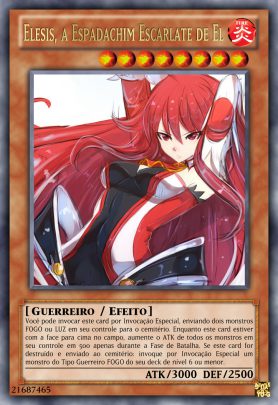 Elesis, a Espadachim Escarlate de El
FIRE
炎
[ Guerreiro / Efeito ]
Você pode invocar este card por Invocação Especial, enviando dois monstros
FOGO ou LUZ em seu controle para o cemitério. Enquanto este card estiver
com a face para cima no campo, aumente o ATK de todos os monstros em
seu controle em 500 apenas durante a Fase de Batalha. Se este card for
destruído e enviado ao cemitério: invoque por Invocação Especial um
monstro do Tipo Guerreiro FOGO do seu deck de nível 6 ou menor.
ATK/3000 DEF/2500
21687465